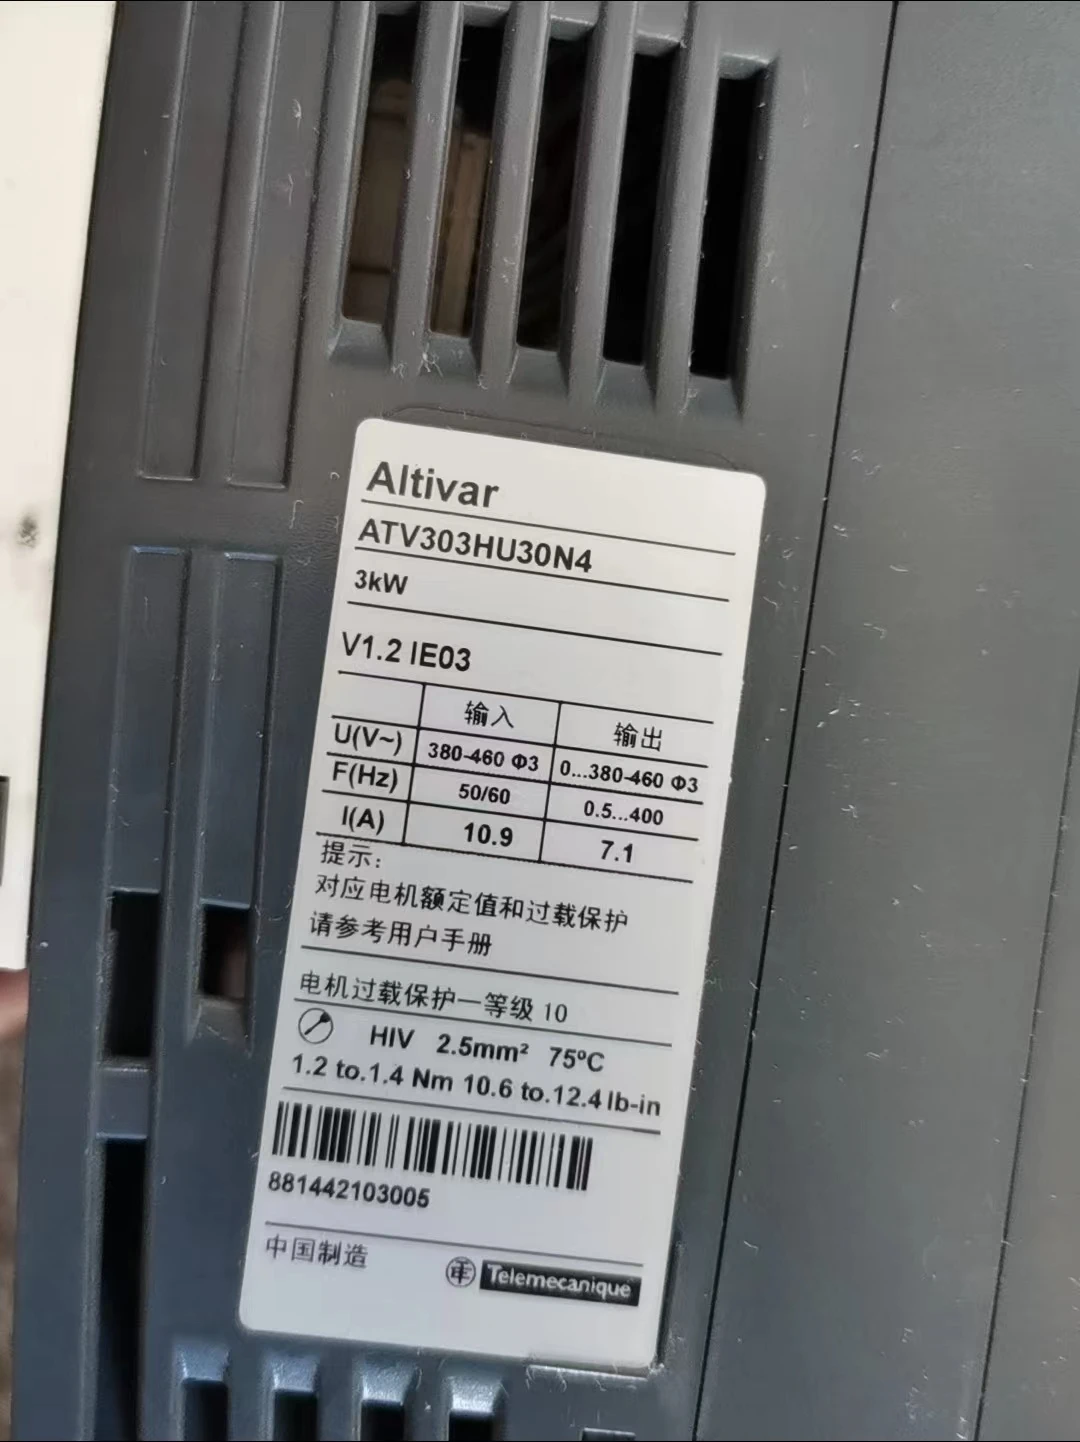 Altivar
ATV303HU30N4
3kW
V1.2 IE03
输入 输出
U(V~) 380-460 Φ3 0...380-460 Φ3
F(Hz) 50/60 0.5...400
I(A) 10.9 7.1
提示:
对应电机额定值和过载保护
请参考用户手册
电机过载保护一等级 10
HIV 2.5mm² 75ºC
1.2 to.1.4 Nm 10.6 to.12.4 lb-in
881442103005
中国制造 Telemecanique